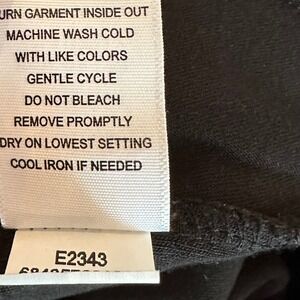 URN GARMENT INSIDE OUT
MACHINE WASH COLD
WITH LIKE COLORS
GENTLE CYCLE
DO NOT BLEACH
REMOVE PROMPTLY
DRY ON LOWEST SETTING
COOL IRON IF NEEDED
E2343